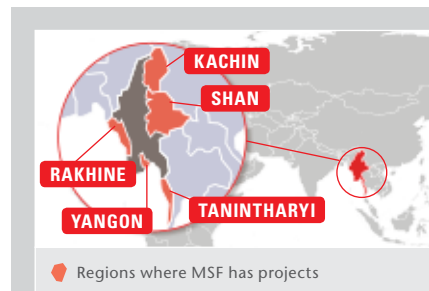 KACHIN
SHAN
RAKHINE
YANGON
TANINTHARYI
Regions where MSF has projects